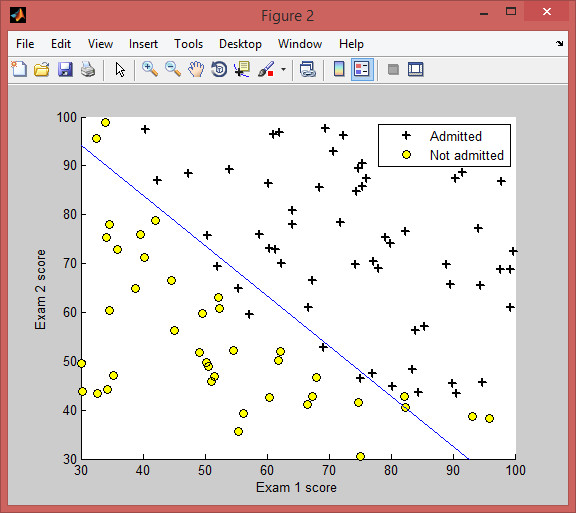 Figure 2
File Edit View Insert Tools Desktop Window Help
Admitted
Not admitted
100
90
80
70
60
50
40
30
Exam 2 score
30 40 50 60 70 80 90 100
Exam 1 score